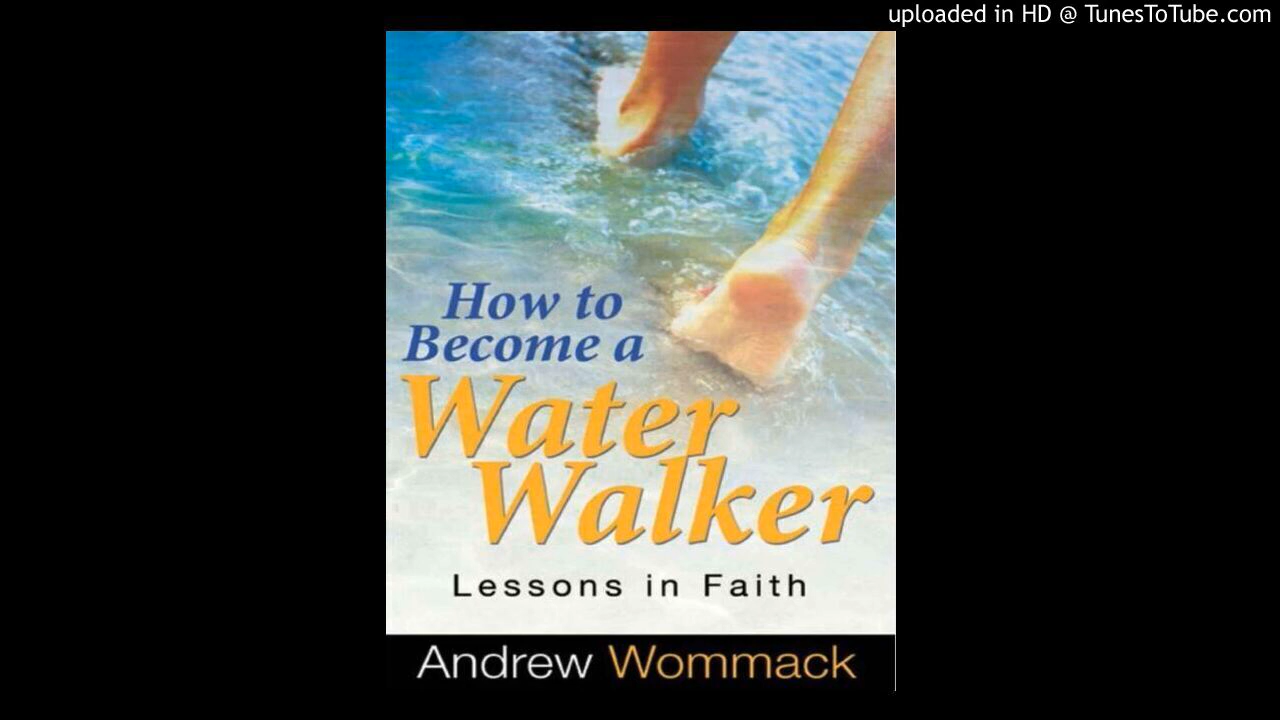 uploaded in HD @ TunesToTube.com
How to
Become a
Water
Walker
Lessons in Faith
Andrew Wommack